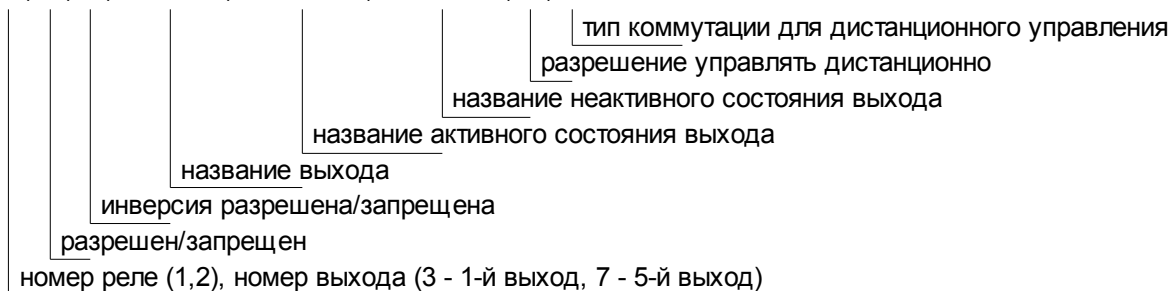 тип коммутации для дистанционного управления
разрешение управлять дистанционно
название неактивного состояния выхода
название активного состояния выхода
название выхода
инверсия разрешена/запрещена
разрешен/запрещен
номер реле (1,2), номер выхода (3 - 1-й выход, 7 - 5-й выход)